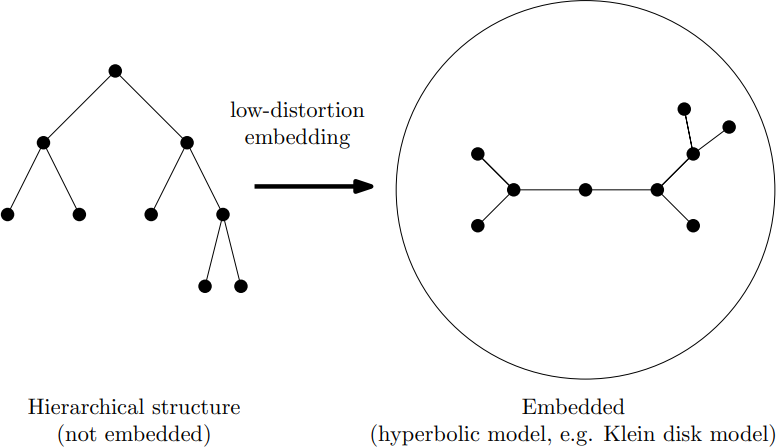 low-distortion
embedding
Hierarchical structure
(not embedded)
Embedded
(hyperbolic model, e.g. Klein disk model)